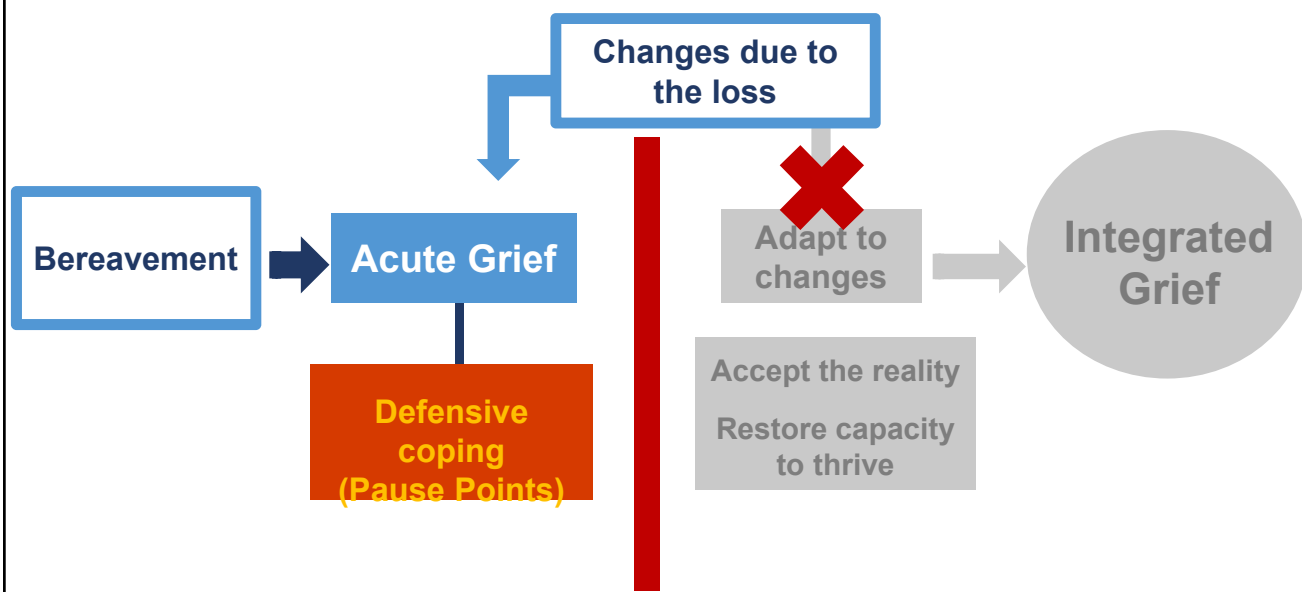 Changes due to
the loss
Bereavement
Acute Grief
Adapt to
changes
Integrated
Grief
Defensive
coping
(Pause Points)
Accept the reality
Restore capacity
to thrive